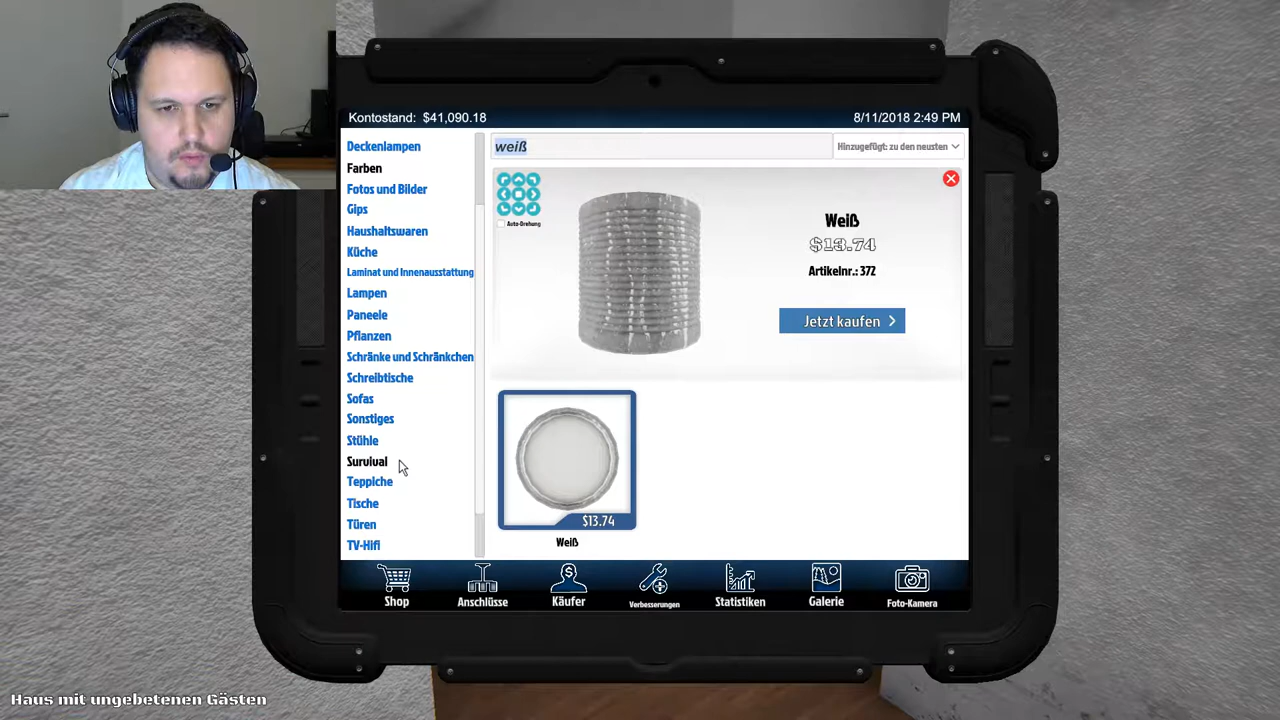 Kontostand: $41,090.18
8/11/2018 2:49 PM
Deckenlampen
Farben
Fotos und Bilder
Gips
Haushaltswaren
Küche
Laminat und Innenausstattung
Lampen
Paneele
Pflanzen
Schränke und Schränkchen
Schreibtische
Sofas
Sonstiges
Stühle
Survival
Teppiche
Tische
Türen
TV-Hifi
weiß
Hinzugefügt: zu den neusten
Auto-Drehung
Weiß
$13.74
Artikelnr.: 372
Jetzt kaufen
$13.74
Weiß
Shop
Anschlüsse
Käufer
Verbesserungen
Statistiken
Galerie
Foto-Kamera
Haus mit ungebetenen Gästen